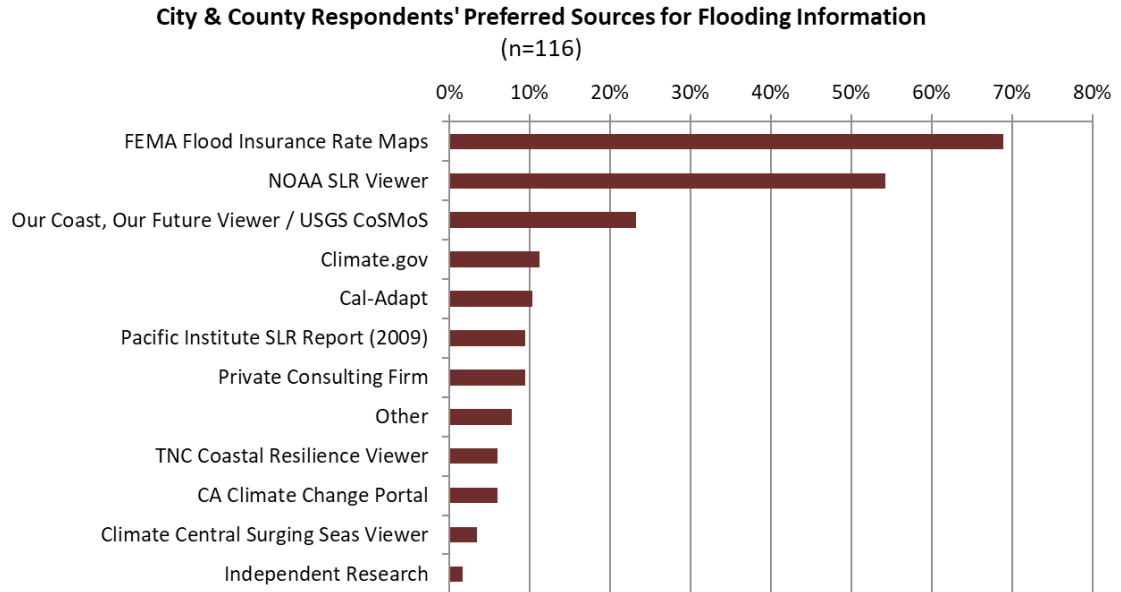 City & County Respondents' Preferred Sources for Flooding Information
(n=116)
0% 10% 20% 30% 40% 50% 60% 70% 80%
FEMA Flood Insurance Rate Maps
NOAA SLR Viewer
Our Coast, Our Future Viewer / USGS CoSMoS
Climate.gov
Cal-Adapt
Pacific Institute SLR Report (2009)
Private Consulting Firm
Other
TNC Coastal Resilience Viewer
CA Climate Change Portal
Climate Central Surging Seas Viewer
Independent Research